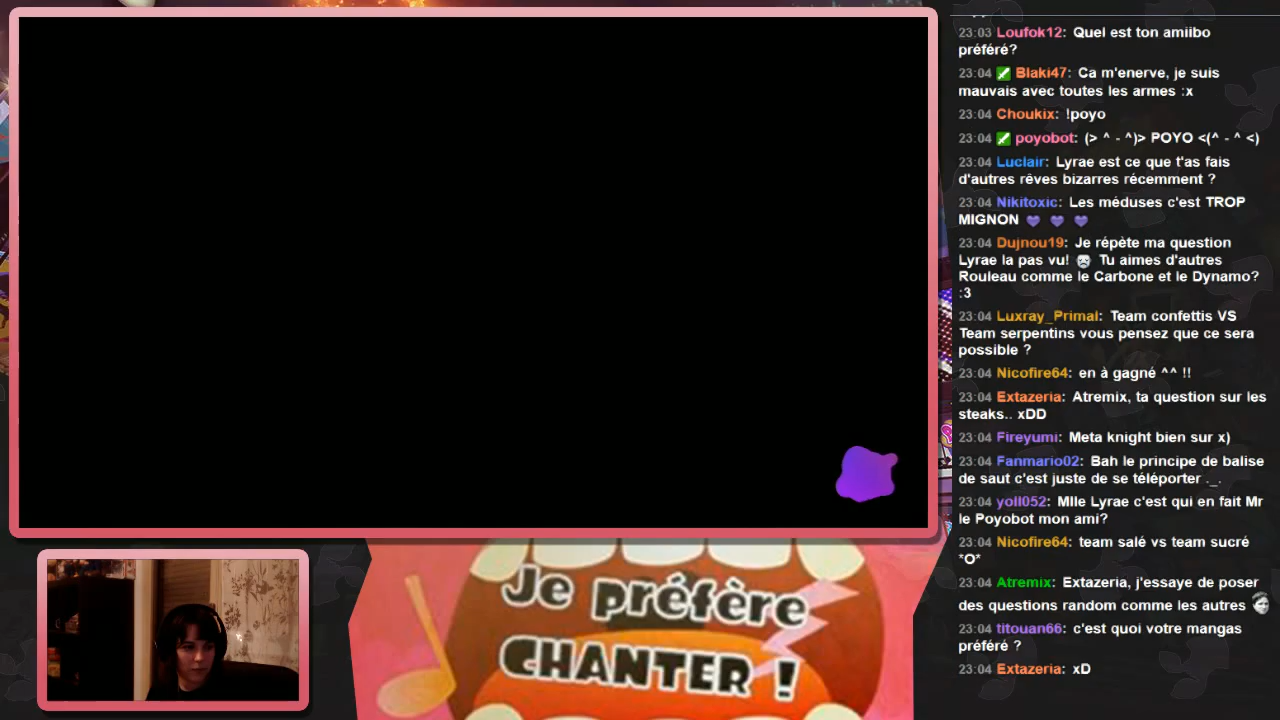 23:03 Loufok12: Quel est ton amiibo
préféré?
23:04 Blaki47: Ca m'enerve, je suis
mauvais avec toutes les armes :x
23:04 Choukix: !poyo
23:04 poyobot: (> ^ - ^)> POYO <(^ - ^ <)
23:04 Luclair: Lyrae est ce que t'as fais
d'autres rêves bizarres récemment ?
23:04 Nikitoxic: Les méduses c'est TROP
MIGNON 💜 💜 💜
23:04 Dujnou19: Je répète ma question
Lyrae la pas vu! Tu aimes d'autres
Rouleau comme le Carbone et le Dynamo?
:3
23:04 Luxray_Primal: Team confettis VS
Team serpentins vous pensez que ce sera
possible ?
23:04 Nicofire64: en à gagné ^^ !!
23:04 Extazeria: Atremix, ta question sur les
steaks.. xDD
23:04 Fireyumi: Meta knight bien sur x)
23:04 Fanmario02: Bah le principe de balise
de saut c'est juste de se téléporter ._.
23:04 yoll052: Mlle Lyrae c'est qui en fait Mr
le Poyobot mon ami?
23:04 Nicofire64: team salé vs team sucré
*O*
23:04 Atremix: Extazeria, j'essaye de poser
des questions random comme les autres
23:04 titouan66: c'est quoi votre mangas
préféré ?
23:04 Extazeria: xD
Je préfère
CHANTER !